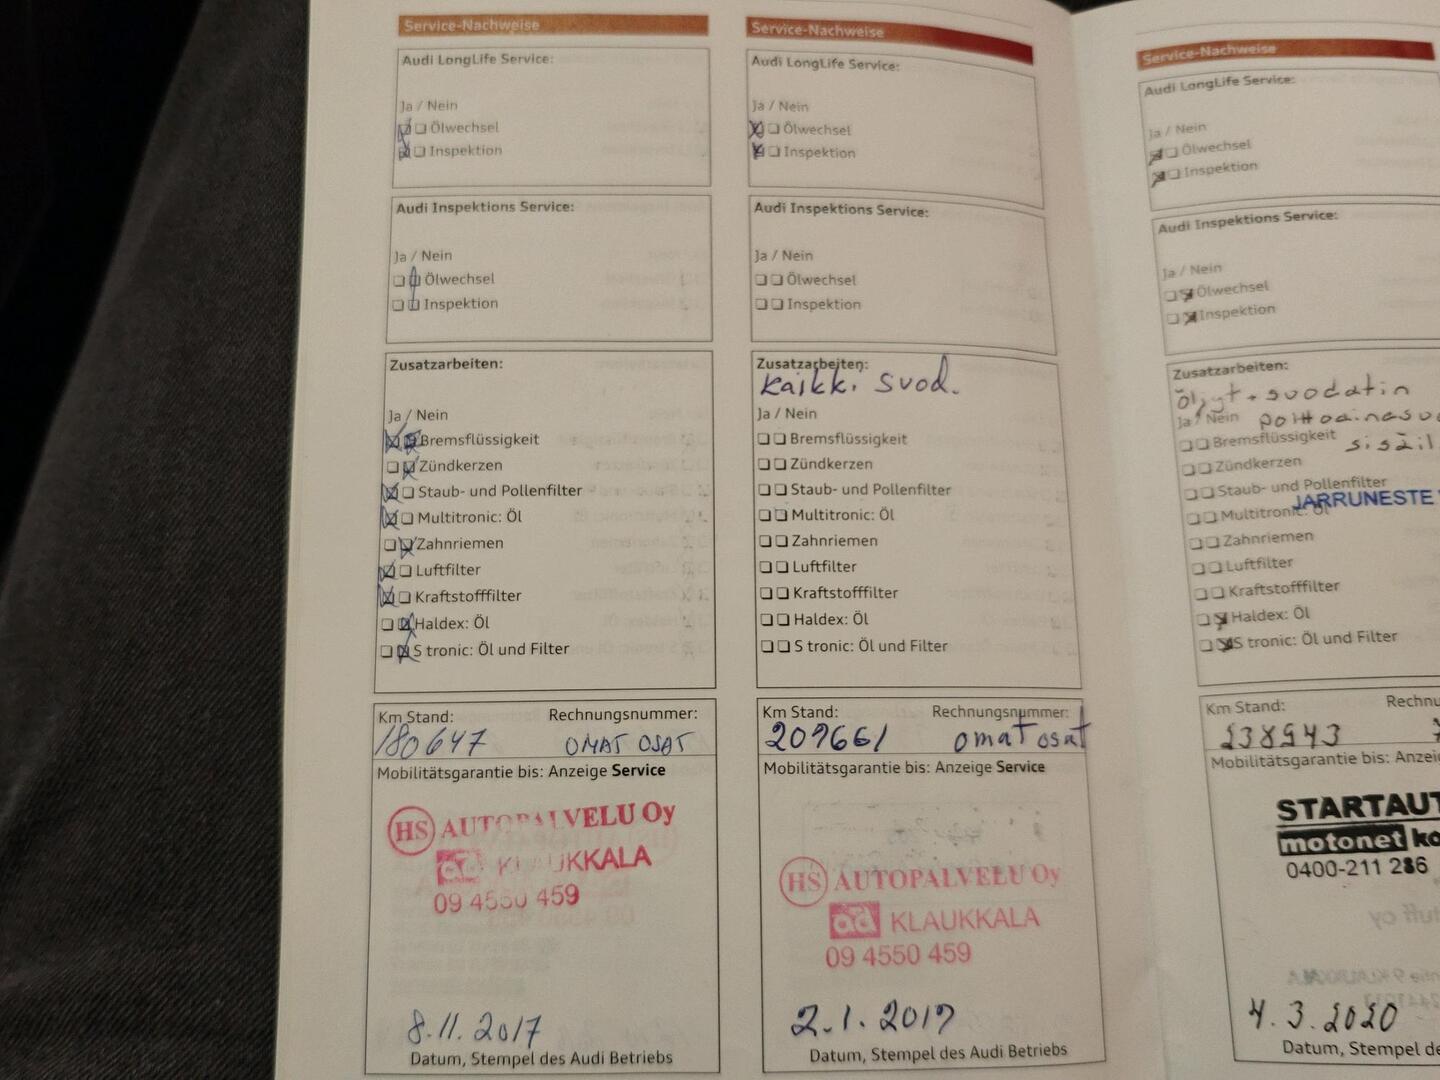 Service-Nachweise
Audi LongLife Service:
Ja / Nein
Ölwechsel
Inspektion
Audi Inspektions Service:
Ja / Nein
Ölwechsel
Inspektion
Zusatzarbeiten:
Ja / Nein
Bremsflüssigkeit
Zündkerzen
Staub- und Pollenfilter
Multitronic: Öl
Zahnriemen
Luftfilter
Kraftstofffilter
Haldex: Öl
S tronic: Öl und Filter
Km Stand: Rechnungsnummer:
180647 OMAT OSAT
Mobilitätsgarantie bis: Anzeige Service
HS AUTOPALVELU Oy
ad KLAUKKALA
09 4550 459
8.11.2017
Datum, Stempel des Audi Betriebs
Service-Nachweise
Audi LongLife Service:
Ja / Nein
Ölwechsel
Inspektion
Audi Inspektions Service:
Ja / Nein
Ölwechsel
Inspektion
Zusatzarbeiten:
kaikki suod.
Ja / Nein
Bremsflüssigkeit
Zündkerzen
Staub- und Pollenfilter
Multitronic: Öl
Zahnriemen
Luftfilter
Kraftstofffilter
Haldex: Öl
S tronic: Öl und Filter
Km Stand: Rechnungsnummer:
omat osat
Mobilitätsgarantie bis: Anzeige Service
HS AUTOPALVELU Oy
ad KLAUKKALA
09 4550 459
Datum, Stempel des Audi Betriebs
Service-Nachweise
Audi LongLife Service:
Ja / Nein
Ölwechsel
Inspektion
Audi Inspektions Service:
Ja / Nein
Ölwechsel
Inspektion
Zusatzarbeiten:
öljyt + suodatin
Ja / Nein
Bremsflüssigkeit
Zündkerzen
Staub- und Pollenfilter
JARRUNESTE
Multitronic: Öl
Zahnriemen
Luftfilter
Kraftstofffilter
Haldex: Öl
S tronic: Öl und Filter
Km Stand:
Mobilitätsgarantie bis:
STARTAUT
motonet ko
0400-211 286
4.3.2020
Datum, Stempel des Audi